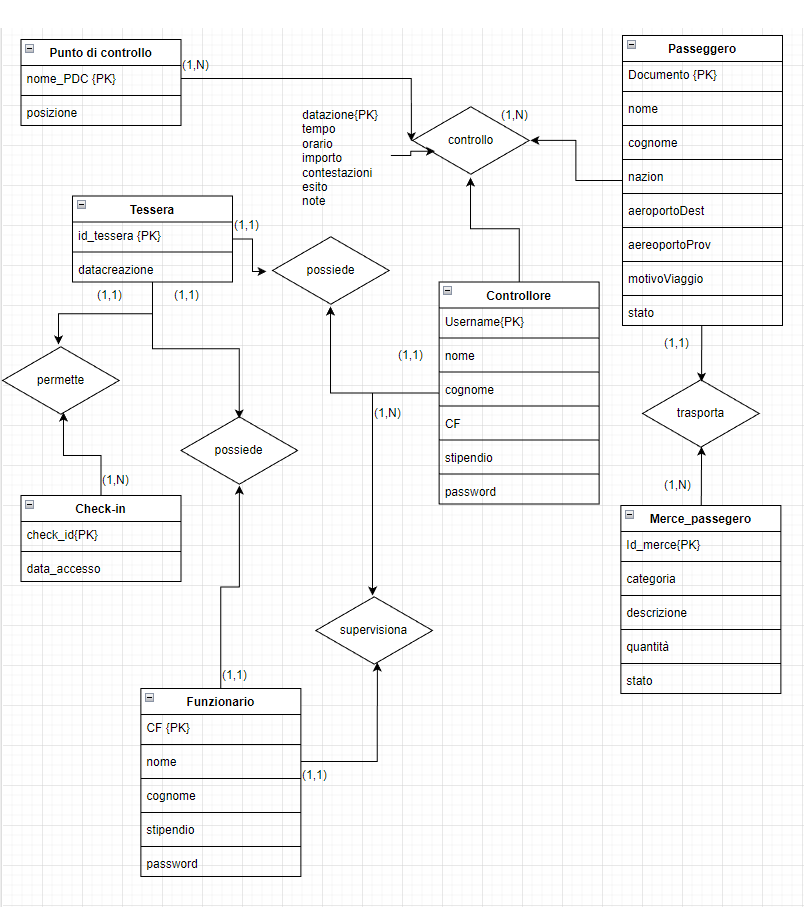 Punto di controllo
nome_PDC {PK}
posizione
(1,N)
Passeggero
Documento {PK}
nome
cognome
nazion
aeroportoDest
aereoportoProv
motivoViaggio
stato
datazione{PK}
tempo
orario
importo
contestazioni
esito
note
(1,N)
controllo
Tessera
id_tessera {PK}
datacreazione
(1,1)
possiede
(1,1)
(1,1)
Controllore
Username{PK}
nome
cognome
CF
stipendio
password
(1,1)
(1,N)
(1,1)
trasporta
(1,N)
permette
possiede
(1,N)
Check-in
check_id{PK}
data_accesso
Merce_passegero
Id_merce{PK}
categoria
descrizione
quantità
stato
supervisiona
(1,1)
Funzionario
CF {PK}
nome
cognome
stipendio
password
(1,1)